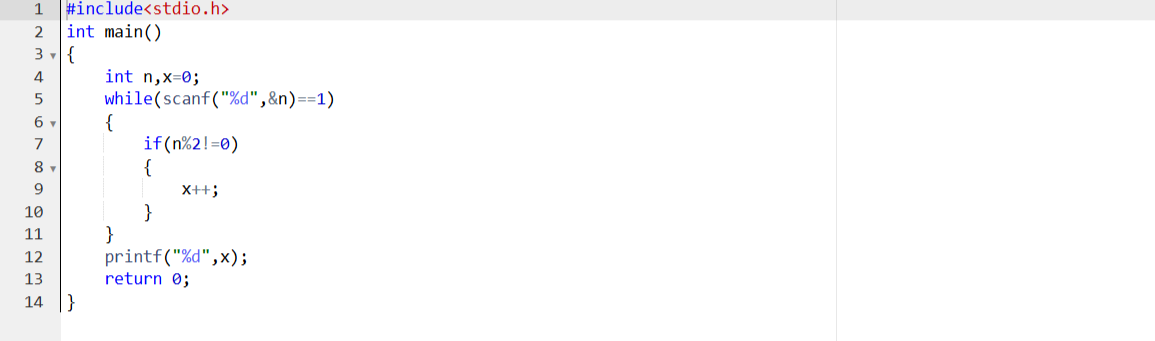 1 #include<stdio.h>
2 int main()
3 {
4 int n,x=0;
5 while(scanf("%d",&n)==1)
6 {
7 if(n%2!=0)
8 {
9 x++;
10 }
11 }
12 printf("%d",x);
13 return 0;
14 }